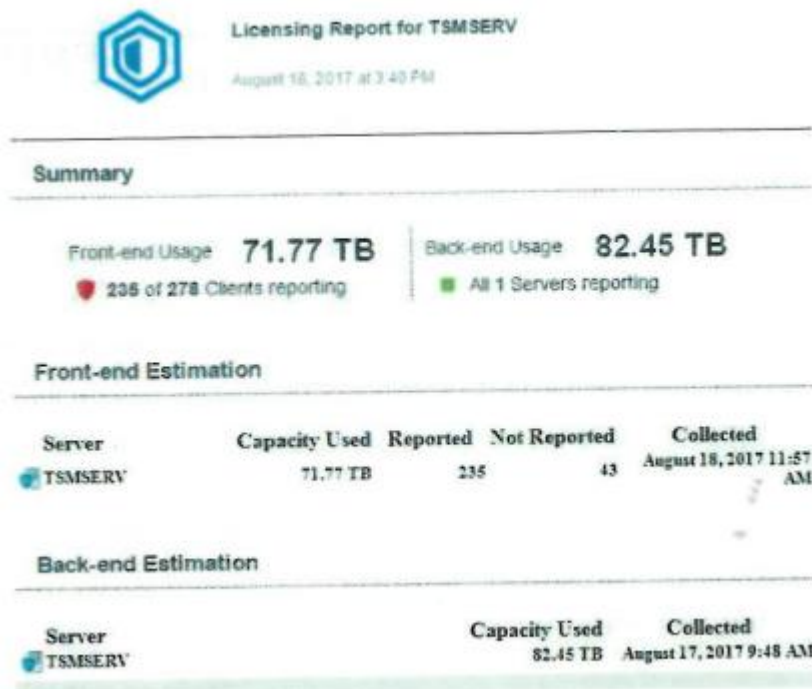 Licensing Report for TSMSERV
August 18, 2017 at 3:40 PM
Summary
Front-end Usage 71.77 TB
235 of 278 Clients reporting
Back-end Usage 82.45 TB
All 1 Servers reporting
Front-end Estimation
Server Capacity Used Reported Not Reported Collected
TSMSERV 71.77 TB 235 43 August 18, 2017 11:57
AM
Back-end Estimation
Server Capacity Used Collected
TSMSERV 82.45 TB August 17, 2017 9:48 AM